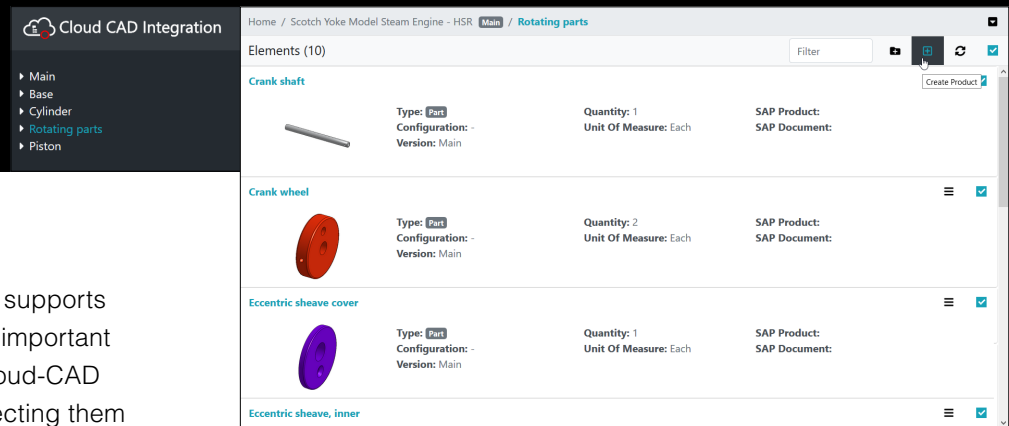 Cloud CAD Integration
Main
Base
Cylinder
Rotating parts
Piston
supports
important
oud-CAD
ecting them
Home / Scotch Yoke Model Steam Engine - HSR Main / Rotating parts
Elements (10)
Filter
Create Product
Crank shaft
Type: Part
Quantity: 1
SAP Product:
Configuration: -
Unit Of Measure: Each
SAP Document:
Version: Main
Crank wheel
Type: Part
Quantity: 2
SAP Product:
Configuration: -
Unit Of Measure: Each
SAP Document:
Version: Main
Eccentric sheave cover
Type: Part
Quantity: 1
SAP Product:
Configuration: -
Unit Of Measure: Each
SAP Document:
Version: Main
Eccentric sheave, inner